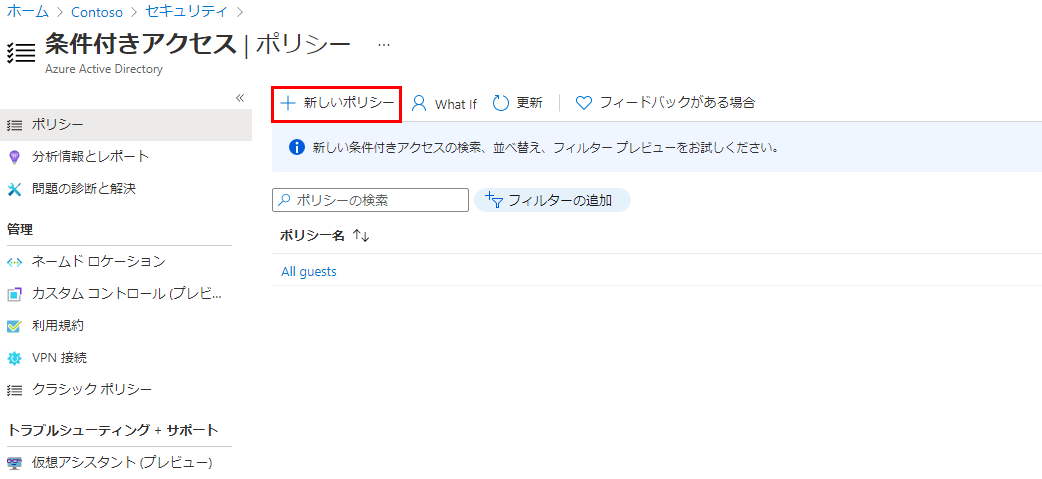 ホーム > Contoso > セキュリティ >
条件付きアクセス | ポリシー …
Azure Active Directory
«
ポリシー
分析情報とレポート
問題の診断と解決
管理
ネームド ロケーション
カスタム コントロール (プレビ...
利用規約
VPN 接続
クラシック ポリシー
トラブルシューティング + サポート
仮想アシスタント (プレビュー)
+ 新しいポリシー What If 更新 フィードバックがある場合
新しい条件付きアクセスの検索、並べ替え、フィルター プレビューをお試しください。
ポリシーの検索 フィルターの追加
ポリシー名 ↑↓
All guests